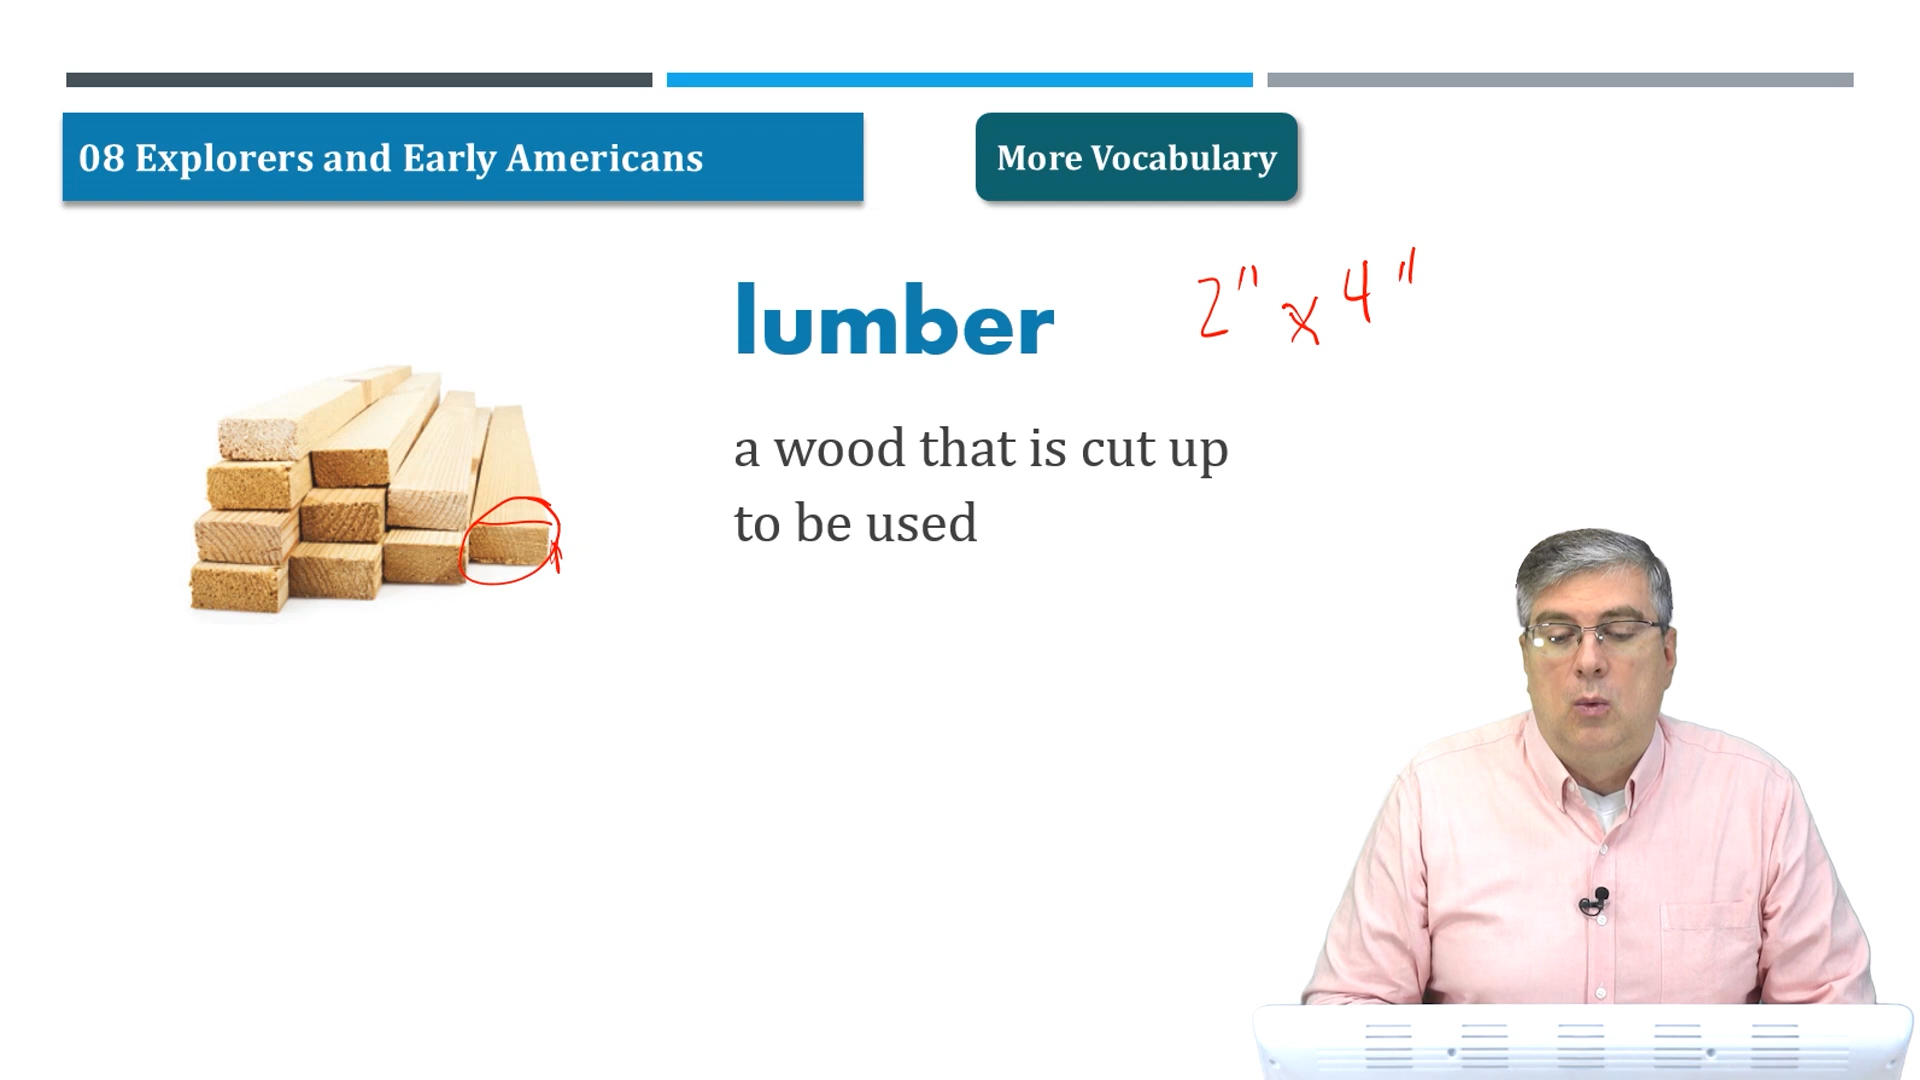 08 Explorers and Early Americans
More Vocabulary
lumber
2" x 4"
a wood that is cut up
to be used